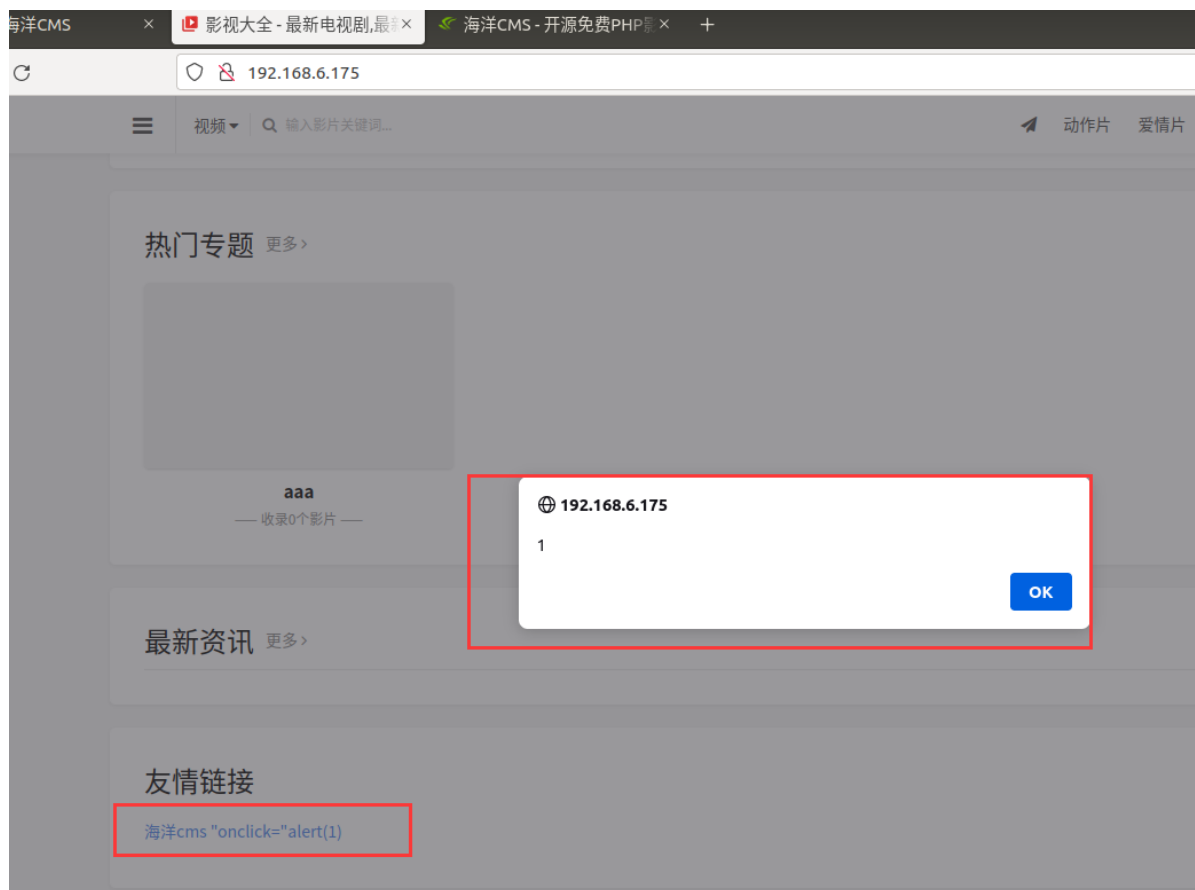 海洋CMS
影视大全 - 最新电视剧,最
海洋CMS - 开源免费PHP
192.168.6.175
视频 输入影片关键词... 动作片 爱情片
热门专题 更多
aaa
收录0个影片
192.168.6.175
1
OK
最新资讯 更多
友情链接
海洋cms "onclick="alert(1)